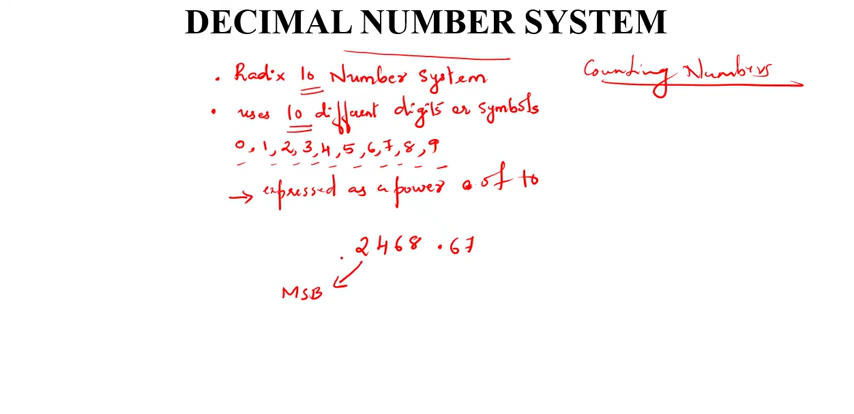 DECIMAL NUMBER SYSTEM
. Radix 10 Number System
Counting Numbers
. uses 10 different digits or symbols
0, 1, 2, 3, 4, 5, 6, 7, 8, 9
→ expressed as a power of 10
.2468.67
MSB